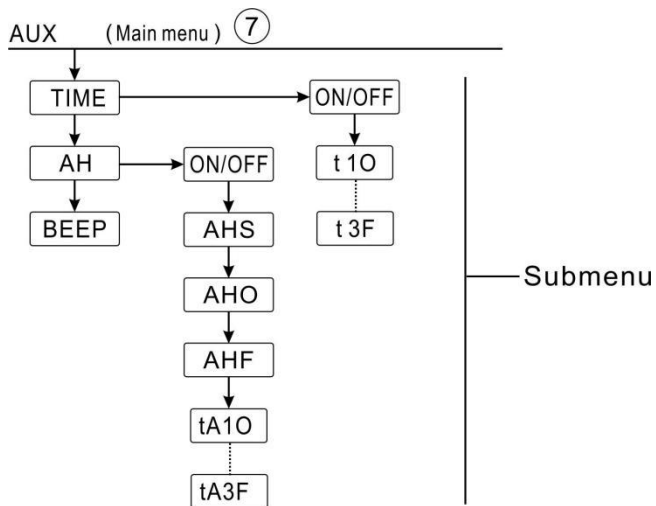 AUX (Main menu) 7
TIME ON/OFF
AH ON/OFF t 1O
BEEP AHS t 3F
AHO
Submenu
AHF
tA1O
tA3F